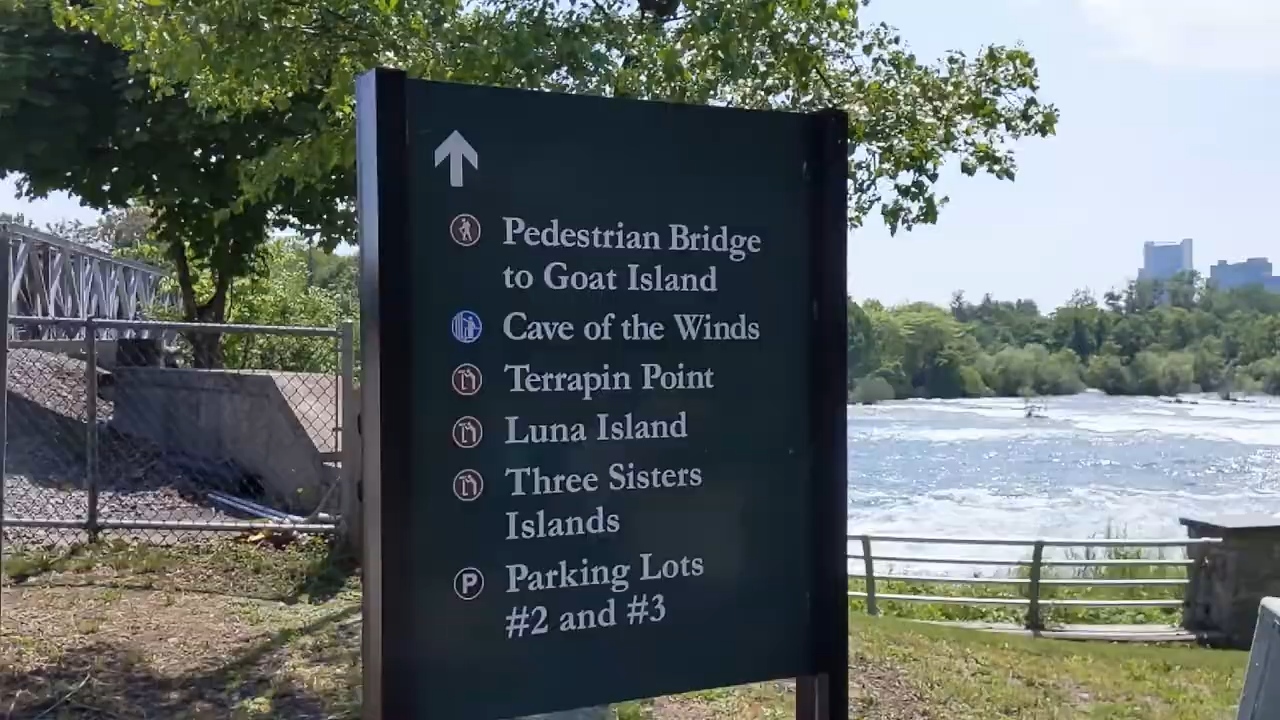 Pedestrian Bridge
to Goat Island
Cave of the Winds
Terrapin Point
Luna Island
Three Sisters
Islands
P Parking Lots
#2 and #3